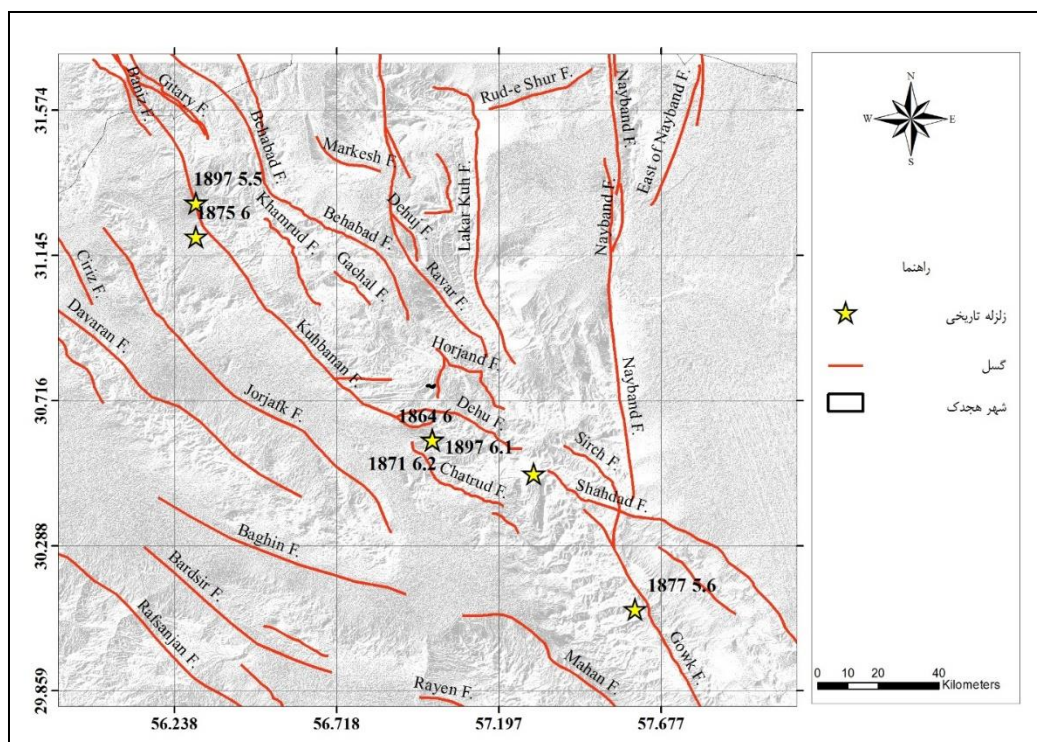 Baniz F.
Gitary F.
Behabad F.
Rud-e Shur F.
Nayband F.
East of Nayband F.
Markesh F.
1897 5.5
1875 6
Khamrud F.
Behabad F.
Dehuj F.
Lakar Kuh F.
Nayband F.
Ciriz F.
Gachal F.
Ravar F.
Davaran F.
Kuhbanan F.
Horjand F.
Nayband F.
Jorjafk F.
1864 6
Dehu F.
1897 6.1
1871 6.2
Chatrud F.
Sirch F.
Shahdad F.
Baghin F.
Bardsir F.
1877 5.6
Rafsanjan F.
Gowk F.
Mahan F.
Rayen F.
31.574
31.145
30.716
30.288
29.859
56.238
56.718
57.197
57.677
N
W
E
S
راهنما
زلزله تاریخی
گسل
شهر هجدک
0 10 20 40
Kilometers